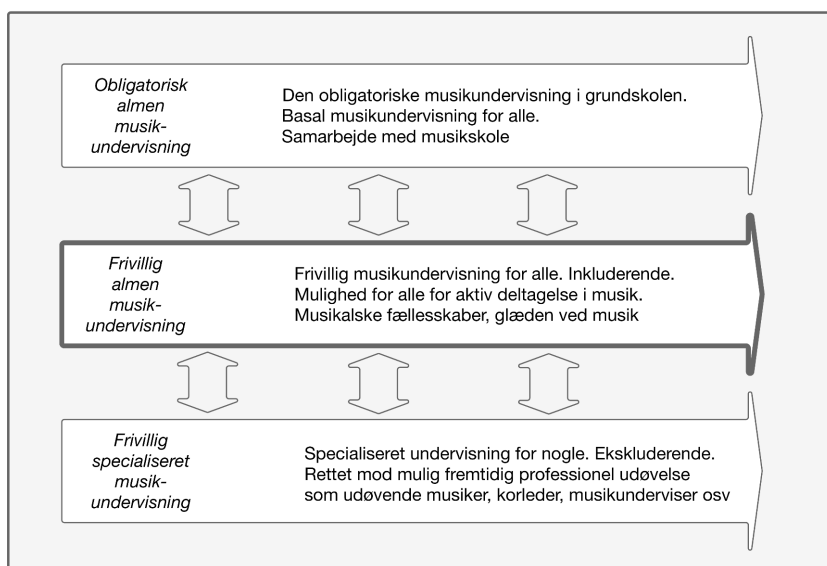 Obligatorisk
almen
musik-
undervisning
Den obligatoriske musikundervisning i grundskolen.
Basal musikundervisning for alle.
Samarbejde med musikskole
Frivillig
almen
musik-
undervisning
Frivillig musikundervisning for alle. Inkluderende.
Mulighed for alle for aktiv deltagelse i musik.
Musikalske fællesskaber, glæden ved musik
Frivillig
specialiseret
musik-
undervisning
Specialiseret undervisning for nogle. Ekskluderende.
Rettet mod mulig fremtidig professionel udøvelse
som udøvende musiker, korleder, musikunderviser osv